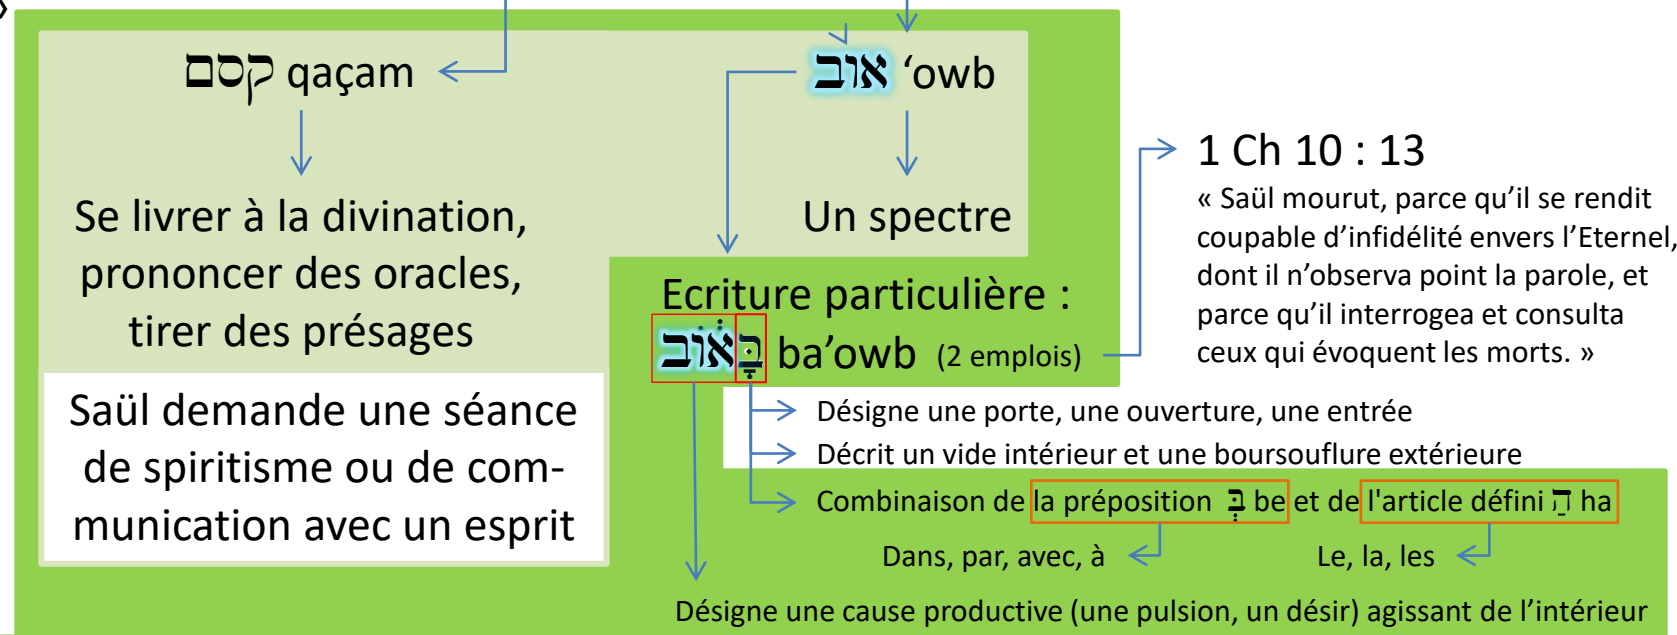 »
קסם qaçam
אוב ‘owb
Se livrer à la divination,
prononcer des oracles,
tirer des présages
Un spectre
Saül demande une séance
de spiritisme ou de com-
munication avec un esprit
Ecriture particulière :
בָּאוֹב ba’owb (2 emplois)
1 Ch 10 : 13
« Saül mourut, parce qu’il se rendit
coupable d’infidélité envers l’Eternel,
dont il n’observa point la parole, et
parce qu’il interrogea et consulta
ceux qui évoquent les morts. »
Désigne une porte, une ouverture, une entrée
Décrit un vide intérieur et une boursouflure extérieure
Combinaison de la préposition בְּ be et de l'article défini הַ ha
Dans, par, avec, à
Le, la, les
Désigne une cause productive (une pulsion, un désir) agissant de l’intérieur